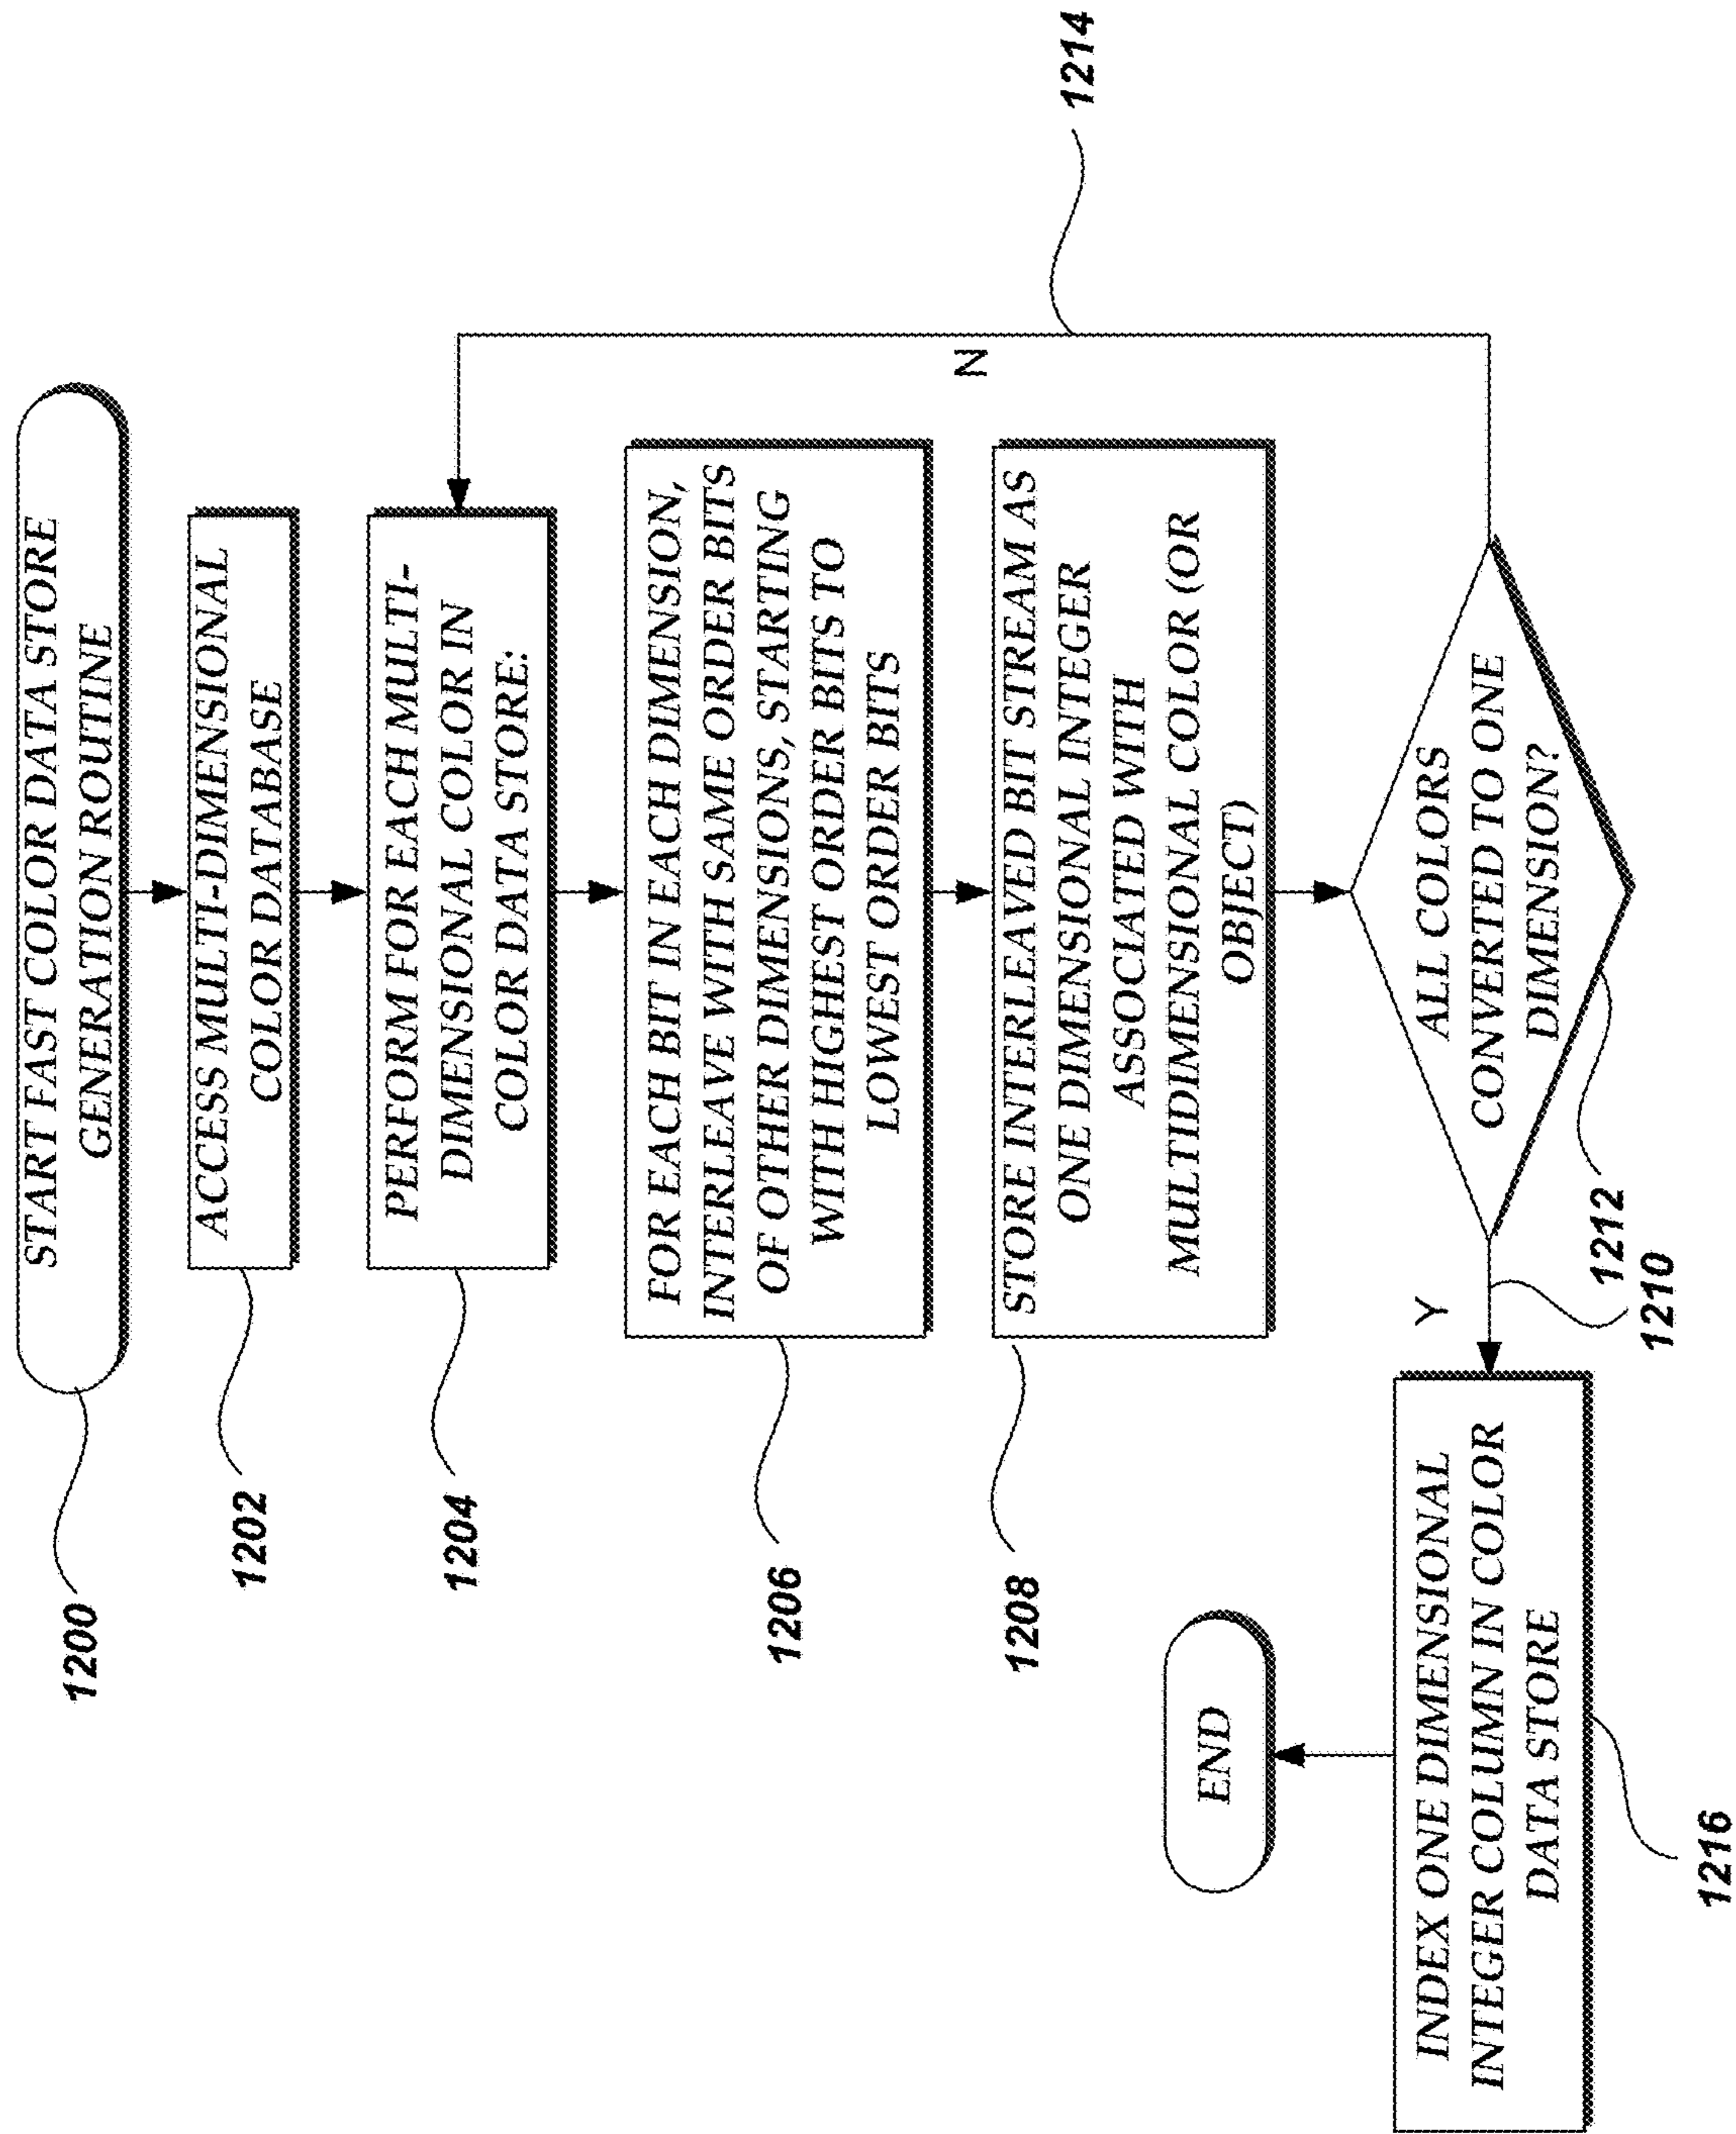 1200
START FAST COLOR DATA STORE
GENERATION ROUTINE
1202
ACCESS MULTI-DIMENSIONAL
COLOR DATABASE
1204
PERFORM FOR EACH MULTI-
DIMENSIONAL COLOR IN
COLOR DATA STORE:
1206
FOR EACH BIT IN EACH DIMENSION,
INTERLEAVE WITH SAME ORDER BITS
OF OTHER DIMENSIONS, STARTING
WITH HIGHEST ORDER BITS TO
LOWEST ORDER BITS
1208
STORE INTERLEAVED BIT STREAM AS
ONE DIMENSIONAL INTEGER
ASSOCIATED WITH
MULTIDIMENSIONAL COLOR (OR
OBJECT)
ALL COLORS
CONVERTED TO ONE
DIMENSION?
1212
1210
Y
N
1214
INDEX ONE DIMENSIONAL
INTEGER COLUMN IN COLOR
DATA STORE
1216
END